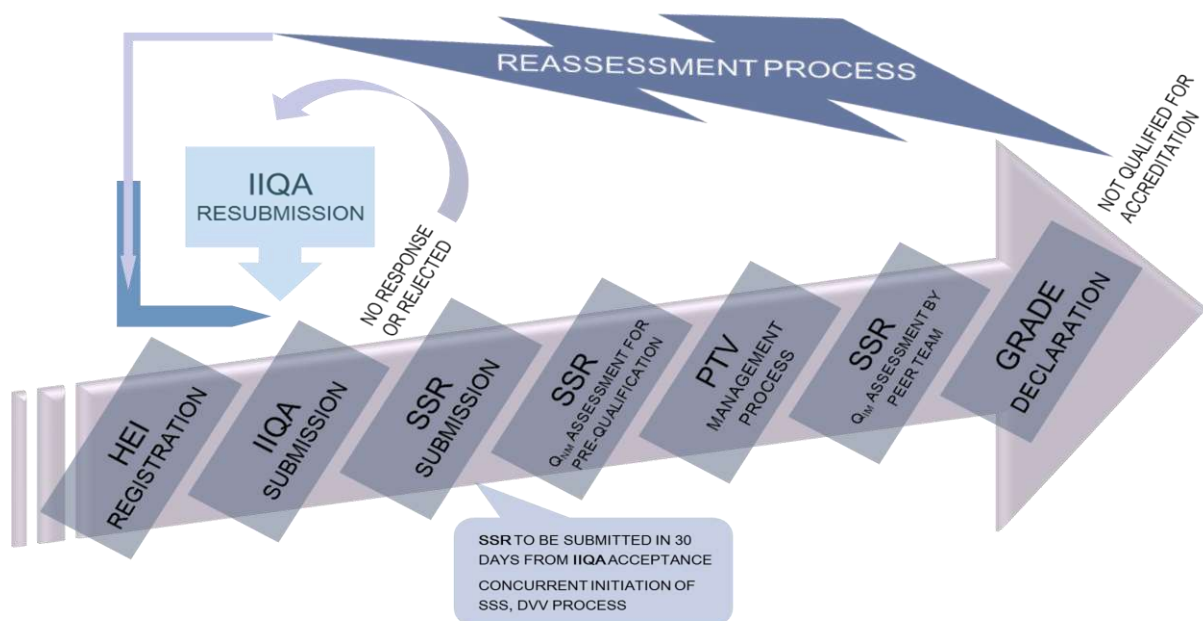 REASSESSMENT PROCESS
NOT QUALIFIED FOR
ACCREDITATION
IIQA
RESUBMISSION
NO RESPONSE
OR REJECTED
HEI
REGISTRATION
IIQA
SUBMISSION
SSR
SUBMISSION
SSR
QNM ASSESSMENT FOR
PRE-QUALIFICATION
PTV
MANAGEMENT
PROCESS
SSR
QIM ASSESSMENT BY
PEER TEAM
GRADE
DECLARATION
SSR TO BE SUBMITTED IN 30
DAYS FROM IIQA ACCEPTANCE
CONCURRENT INITIATION OF
SSS, DVV PROCESS